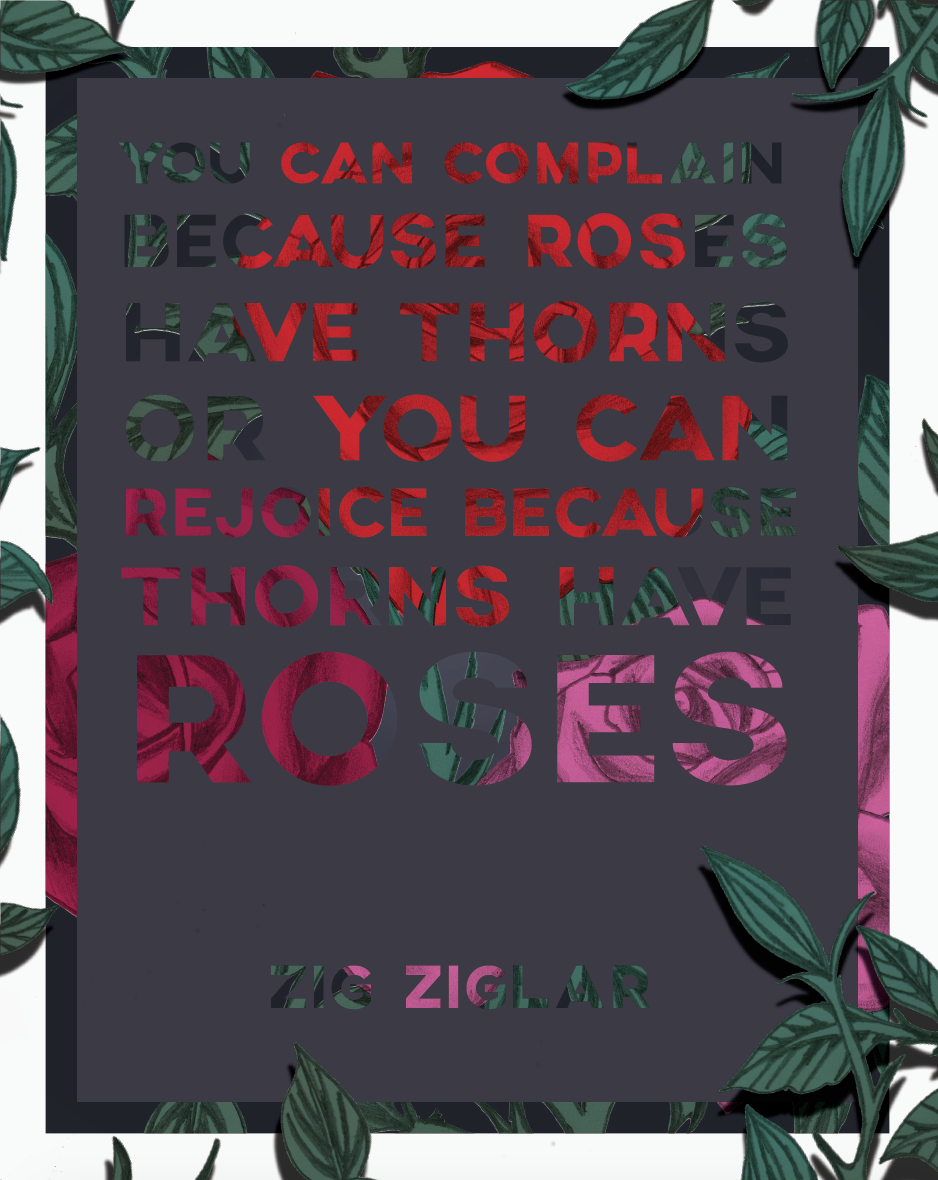 YOU CAN COMPLAIN
BECAUSE ROSES
HAVE THORNS
OR YOU CAN
REJOICE BECAUSE
THORNS HAVE
ROSES
ZIG ZIGLAR